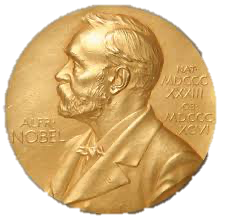 ALFR·
NOBEL
NAT·
MDCCC
XXXIII
OB·
MDCCC
XCVI